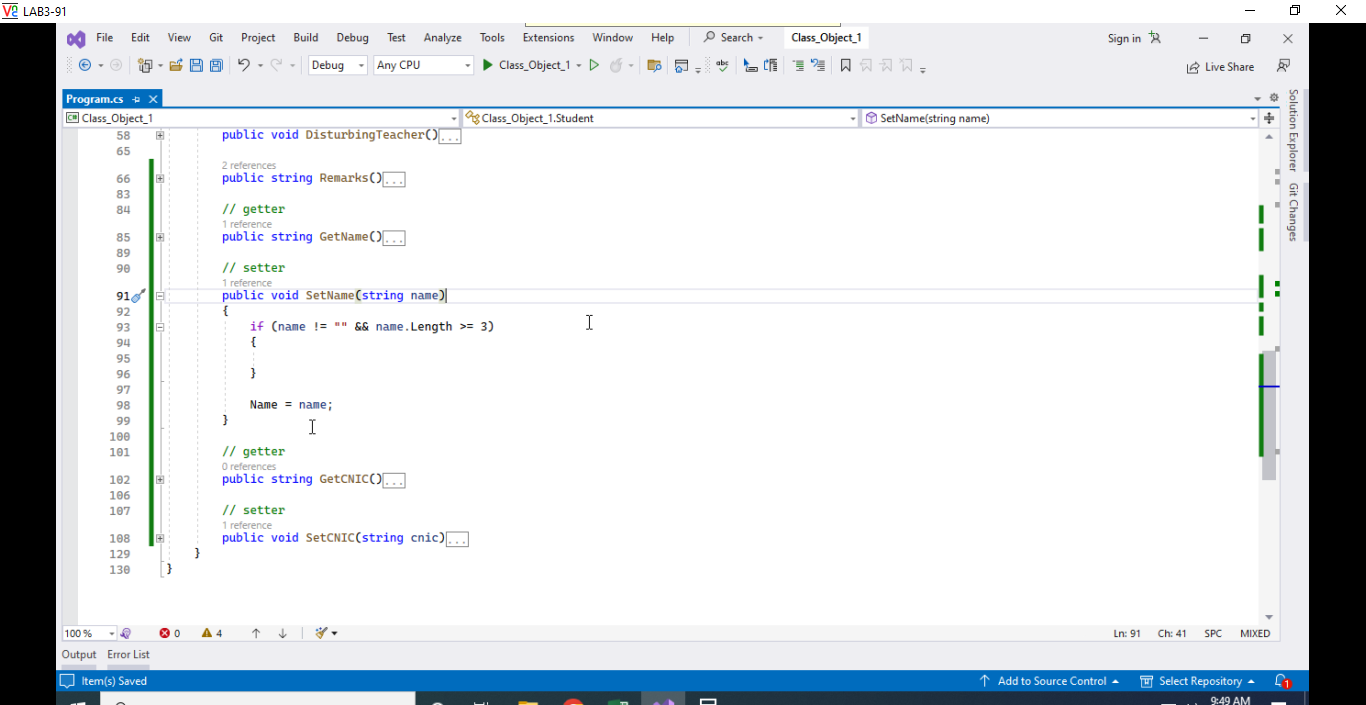 LAB3-91
File Edit View Git Project Build Debug Test Analyze Tools Extensions Window Help Search Class_Object_1 Sign in
Debug Any CPU Class_Object_1 Live Share
Program.cs
Class_Object_1 Class_Object_1.Student SetName(string name)
58 public void DisturbingTeacher()...
65
2 references
66 public string Remarks()...
83
84 // getter
1 reference
85 public string GetName()...
89
90 // setter
1 reference
91 public void SetName(string name)
92 {
93 if (name != "" && name.Length >= 3)
94 {
95
96 }
97
98 Name = name;
99 }
100
101 // getter
0 references
102 public string GetCNIC()...
106
107 // setter
1 reference
108 public void SetCNIC(string cnic)...
129 }
130 }
Solution Explorer
Git Changes
100 % 0 4 Ln: 91 Ch: 41 SPC MIXED
Output Error List
Item(s) Saved Add to Source Control Select Repository 1
9:49 AM